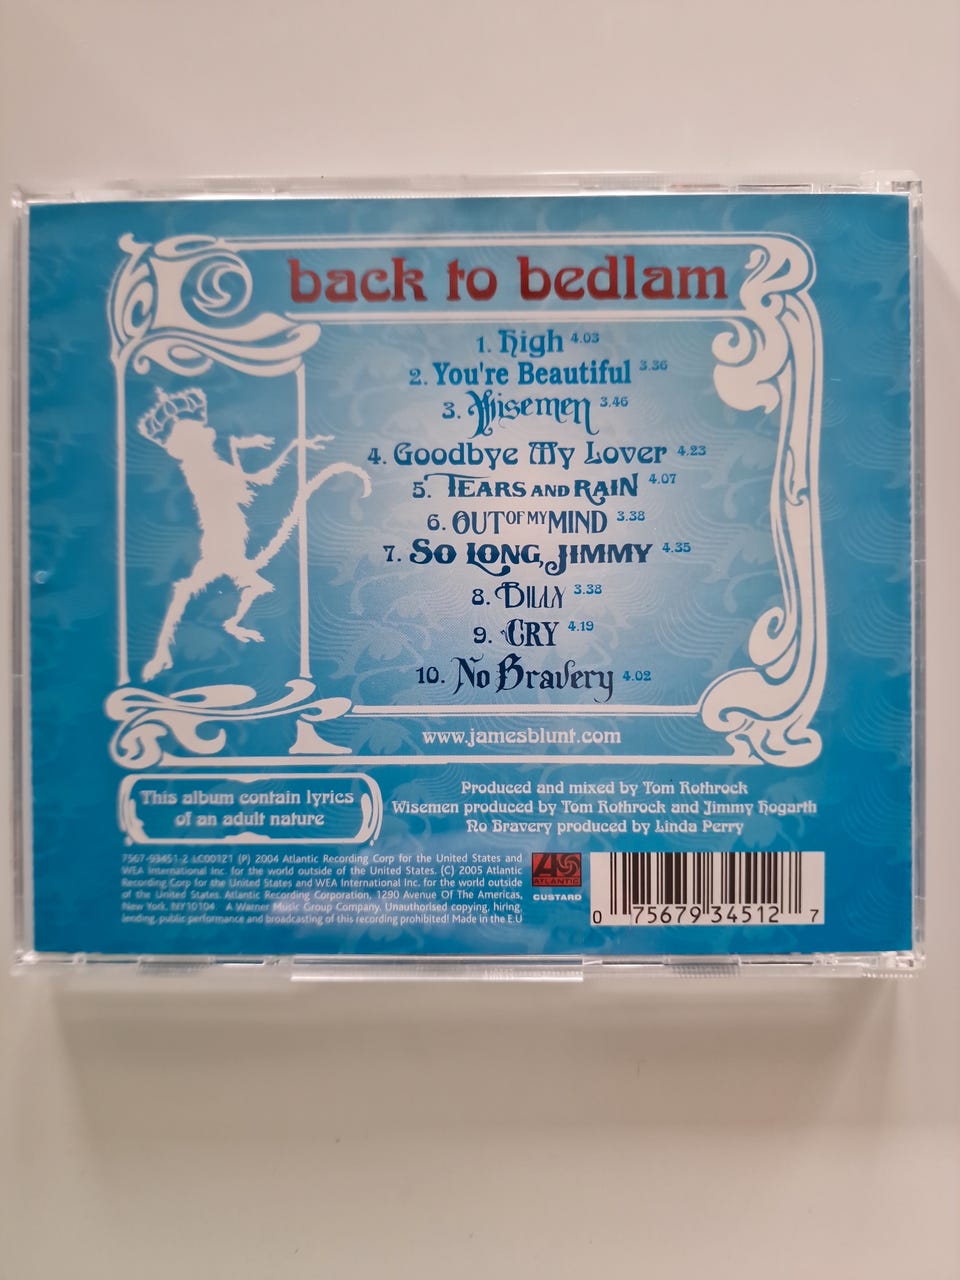 back to bedlam
1. High 4.03
2. You're Beautiful 3.36
3. Wisemen 3.46
4. Goodbye My Lover 4.23
5. TEARS AND RAIN 4.07
6. OUT OF MY MIND 3.38
7. SO LONG, JIMMY 4.35
8. BILLY 3.38
9. CRY 4.19
10. No Bravery 4.02
www.jamesblunt.com
This album contain lyrics
of an adult nature
Produced and mixed by Tom Rothrock
Wisemen produced by Tom Rothrock and Jimmy Hogarth
No Bravery produced by Linda Perry
7567-93451-2 LC00121 (P) 2004 Atlantic Recording Corp for the United States and
WEA International Inc. for the world outside of the United States. (C) 2005 Atlantic
Recording Corp for the United States and WEA International Inc. for the world outside
of the United States. Atlantic Recording Corporation, 1290 Avenue Of The Americas,
New York, NY10104 A Warner Music Group Company. Unauthorised copying, hiring,
lending, public performance and broadcasting of this recording prohibited! Made in the E.U
ATLANTIC
CUSTARD
0 75679 34512 7